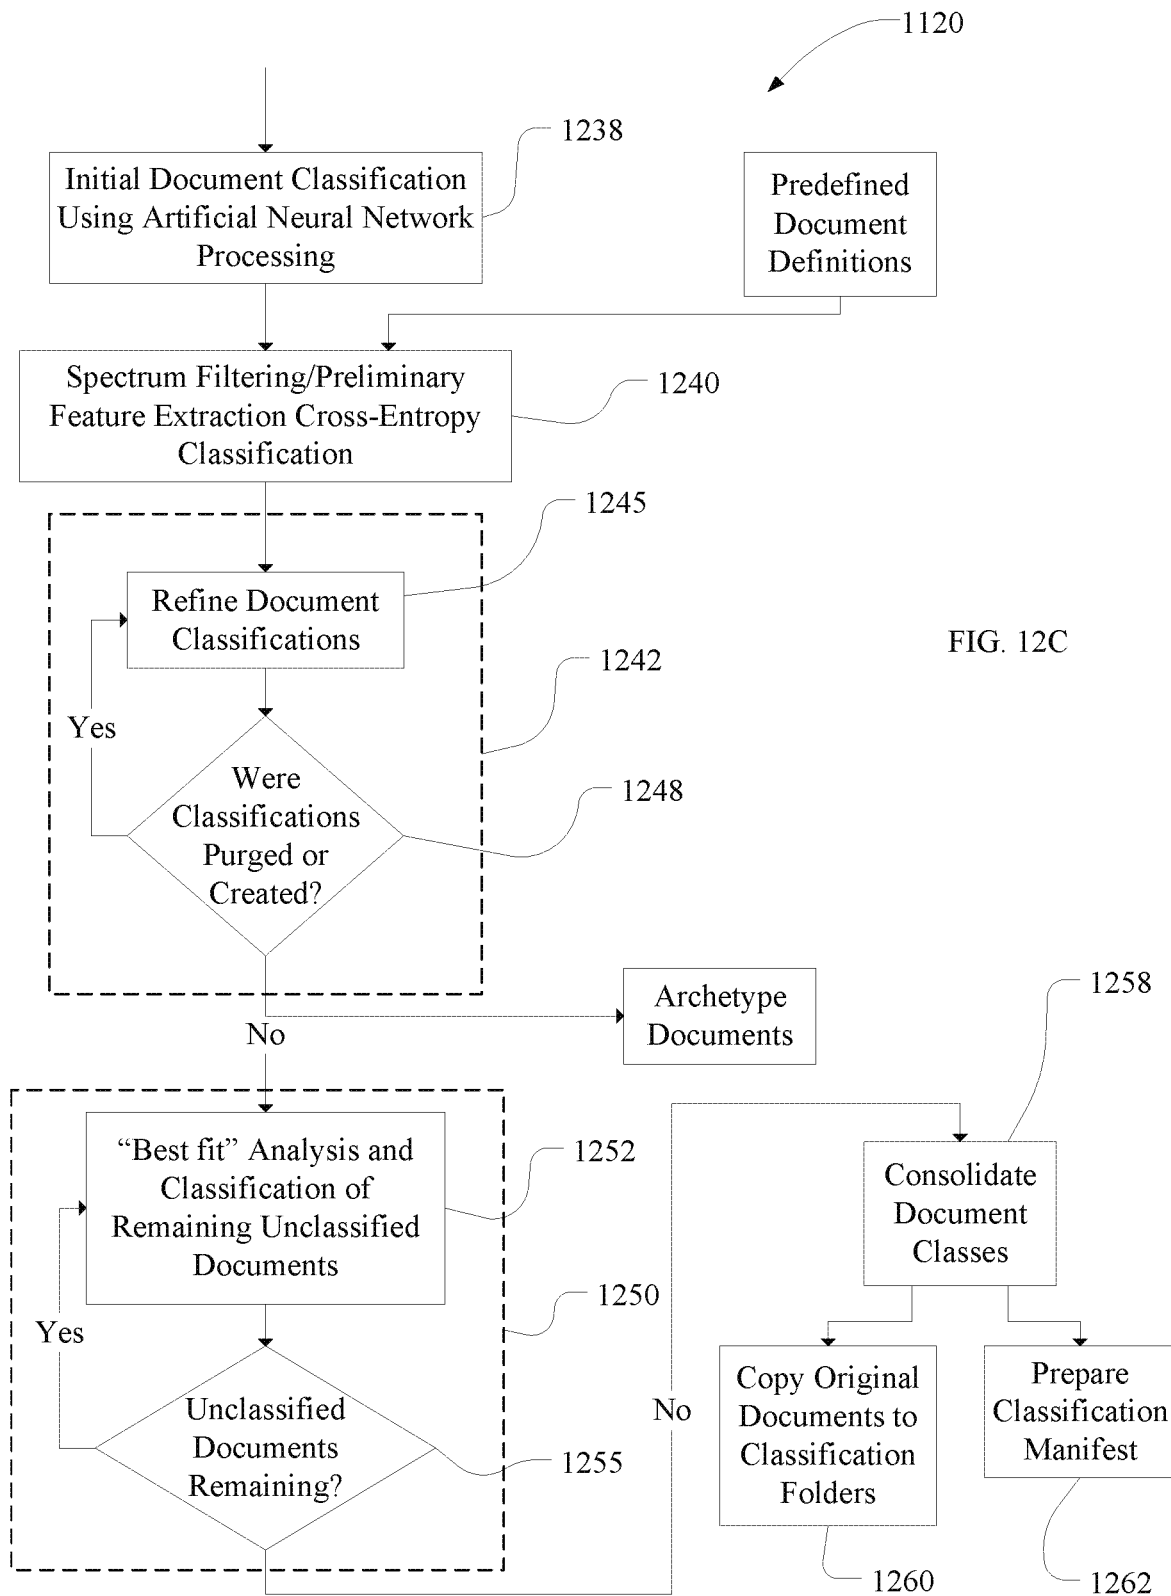 1120
1238
Initial Document Classification
Using Artificial Neural Network
Processing
Predefined
Document
Definitions
Spectrum Filtering/Preliminary
Feature Extraction Cross-Entropy
Classification
1240
1245
Refine Document
Classifications
FIG. 12C
1242
Yes
Were
Classifications
Purged or
Created?
1248
Archetype
Documents
No
1258
“Best fit” Analysis and
Classification of
Remaining Unclassified
Documents
1252
Consolidate
Document
Classes
1250
Yes
Unclassified
Documents
Remaining?
1255
No
Copy Original
Documents to
Classification
Folders
Prepare
Classification
Manifest
1260
1262